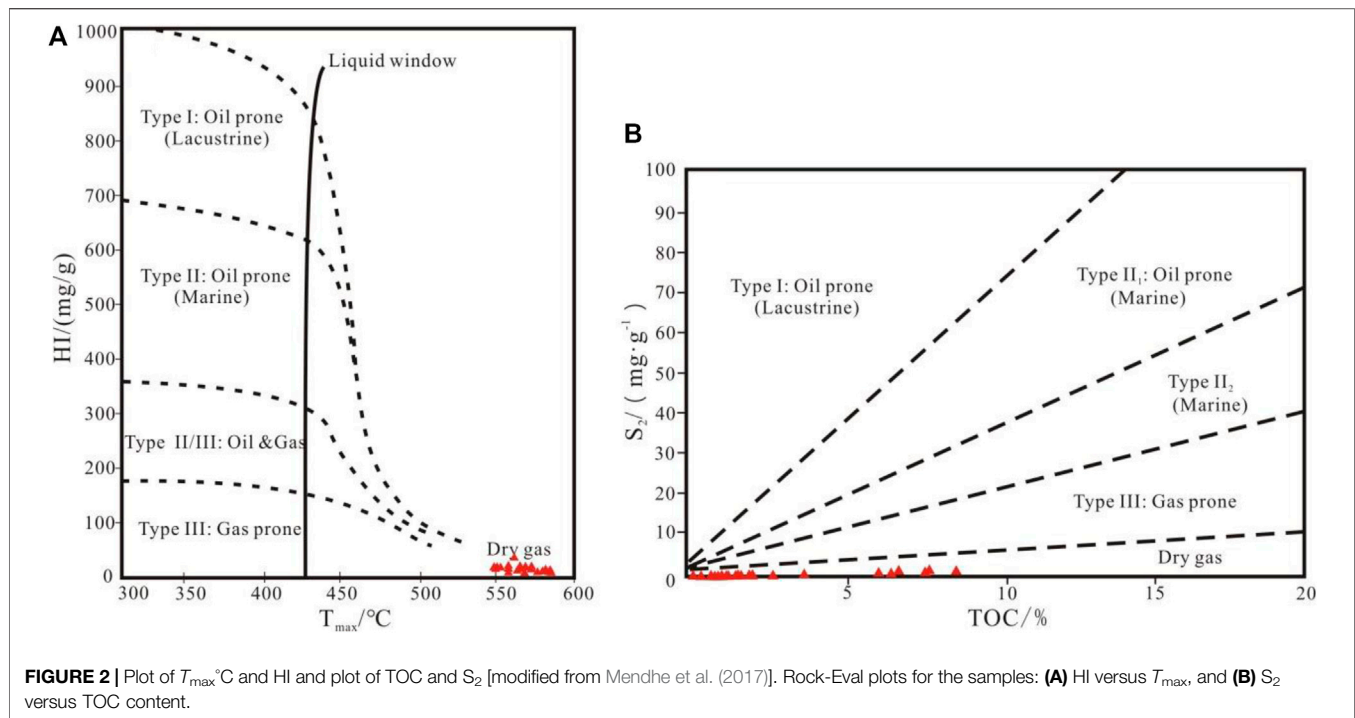 A
1000
900
800
700
600
500
400
300
200
100
0
HI/(mg/g)
Liquid window
Type I: Oil prone
(Lacustrine)
Type II: Oil prone
(Marine)
Type II/III: Oil &Gas
Type III: Gas prone
Dry gas
300
400
450
500
550
600
Tmax/°C
B
100
90
80
70
60
50
40
30
20
10
0
S2/ ( mg·g-1 )
Type I: Oil prone
(Lacustrine)
Type II1: Oil prone
(Marine)
Type II2
(Marine)
Type III: Gas prone
Dry gas
5
10
15
20
TOC/%
FIGURE 2 | Plot of Tmax°C and HI and plot of TOC and S2 [modified from Mendhe et al. (2017)]. Rock-Eval plots for the samples: (A) HI versus Tmax, and (B) S2
versus TOC content.